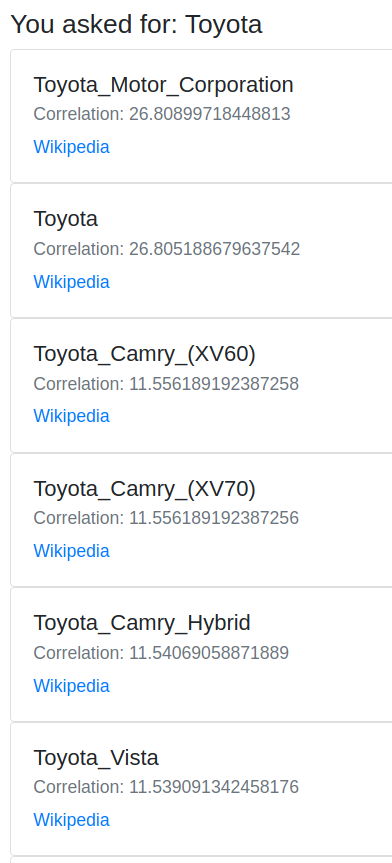 You asked for: Toyota
Toyota_Motor_Corporation
Correlation: 26.80899718448813
Wikipedia
Toyota
Correlation: 26.805188679637542
Wikipedia
Toyota_Camry_(XV60)
Correlation: 11.556189192387258
Wikipedia
Toyota_Camry_(XV70)
Correlation: 11.556189192387256
Wikipedia
Toyota_Camry_Hybrid
Correlation: 11.54069058871889
Wikipedia
Toyota_Vista
Correlation: 11.539091342458176
Wikipedia